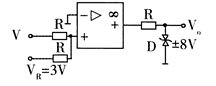 R
− ▷ ∞
+
V R
R
V_R=3V
R V_o
D ±8V